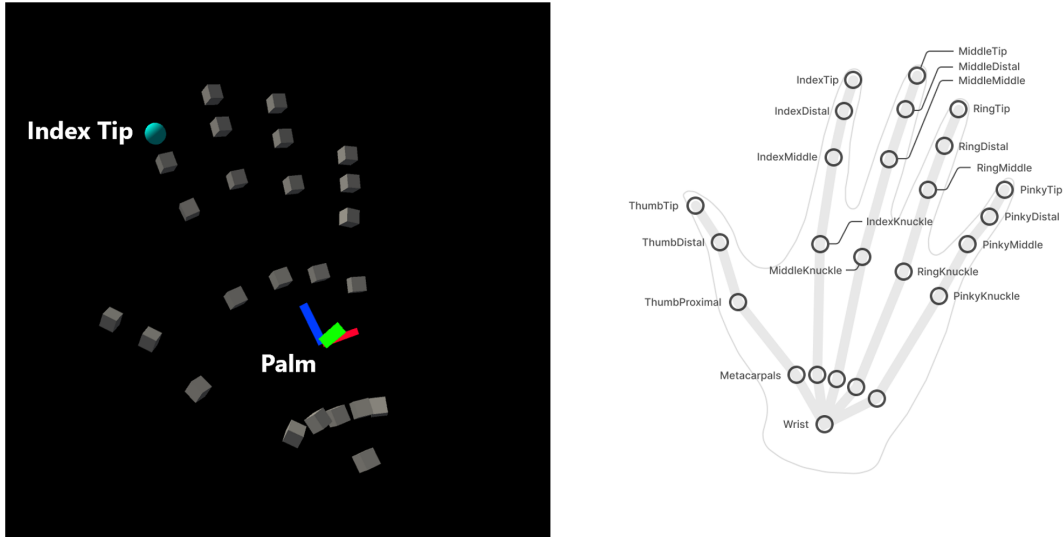 Index Tip
Palm
MiddleTip
MiddleDistal
MiddleMiddle
IndexTip
RingTip
IndexDistal
RingDistal
IndexMiddle
RingMiddle
PinkyTip
ThumbTip
PinkyDistal
IndexKnuckle
ThumbDistal
PinkyMiddle
MiddleKnuckle
RingKnuckle
PinkyKnuckle
ThumbProximal
Metacarpals
Wrist